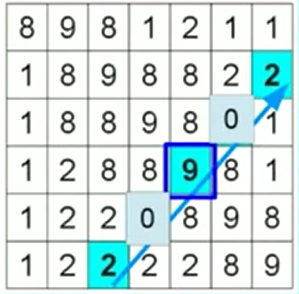 8 9 8 1 2 1 1
1 8 9 8 8 2 2
1 8 8 9 8 0 1
1 2 8 8 9 8 1
1 2 2 0 8 9 8
1 2 2 2 2 8 9